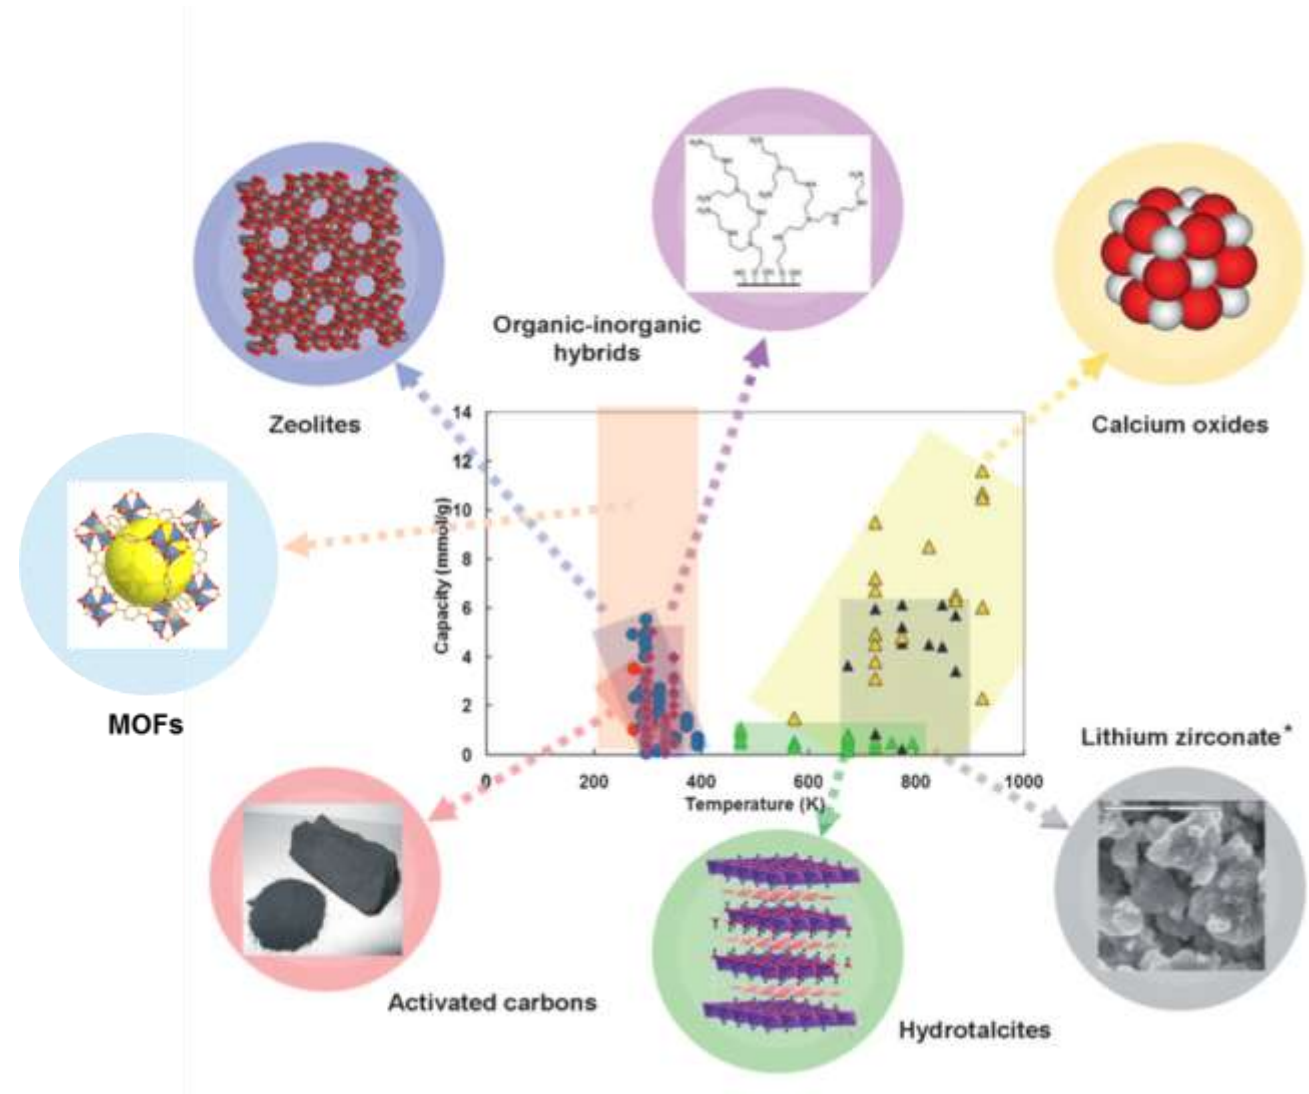 Organic-inorganic
hybrids
Zeolites
Calcium oxides
MOFs
Capacity (mmol/g)
14
12
10
8
6
4
2
0
0 200 400 600 800 1000
Temperature (K)
Lithium zirconate*
Activated carbons
Hydrotalcites